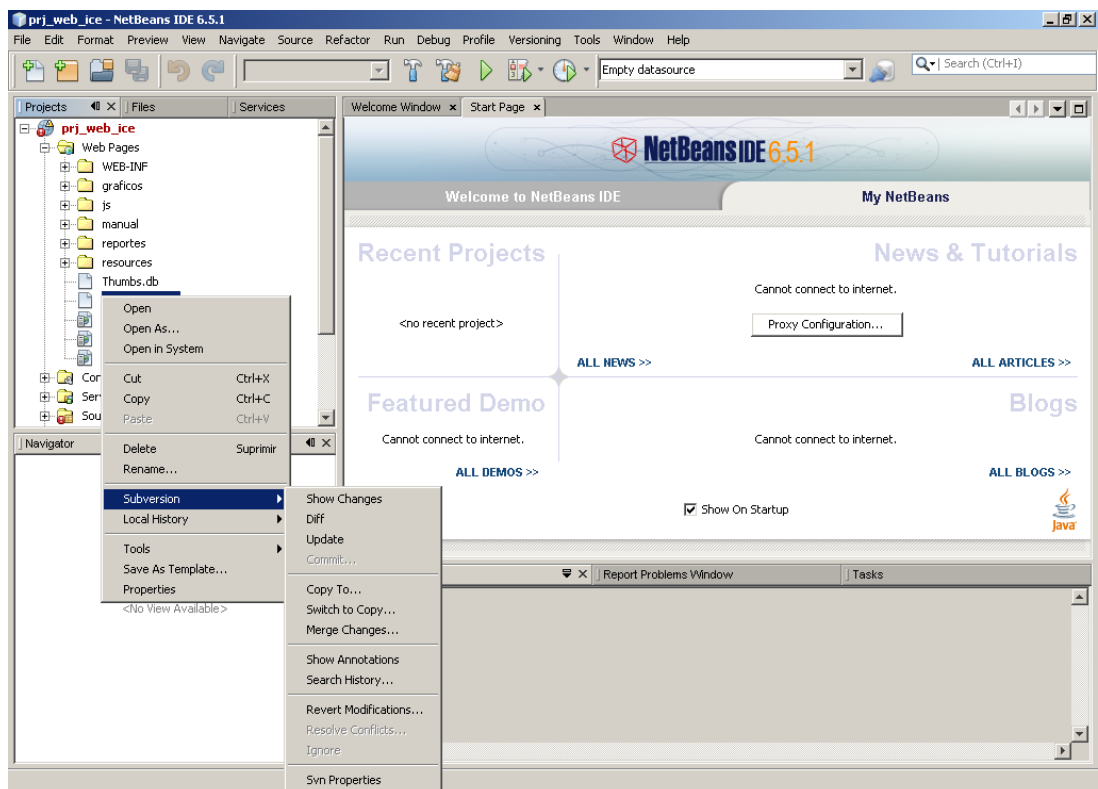 prj_web_ice - NetBeans IDE 6.5.1
File Edit Format Preview View Navigate Source Refactor Run Debug Profile Versioning Tools Window Help
Empty datasource
Search (Ctrl+I)
Projects Files Services
Welcome Window Start Page
prj_web_ice
Web Pages
WEB-INF
graficos
js
manual
reportes
resources
Thumbs.db
Cor
Ser
Sou
Navigator
<No View Available>
Open
Open As...
Open in System
Cut Ctrl+X
Copy Ctrl+C
Paste Ctrl+V
Delete Suprimir
Rename...
Subversion
Local History
Tools
Save As Template...
Properties
Show Changes
Diff
Update
Commit...
Copy To...
Switch to Copy...
Merge Changes...
Show Annotations
Search History...
Revert Modifications...
Resolve Conflicts...
Ignore
Svn Properties
NetBeans IDE 6.5.1
Welcome to NetBeans IDE My NetBeans
Recent Projects
<no recent project>
News & Tutorials
Cannot connect to internet.
Proxy Configuration...
ALL NEWS >> ALL ARTICLES >>
Featured Demo
Cannot connect to internet.
ALL DEMOS >>
Blogs
Cannot connect to internet.
ALL BLOGS >>
Show On Startup
Java
Report Problems Window Tasks